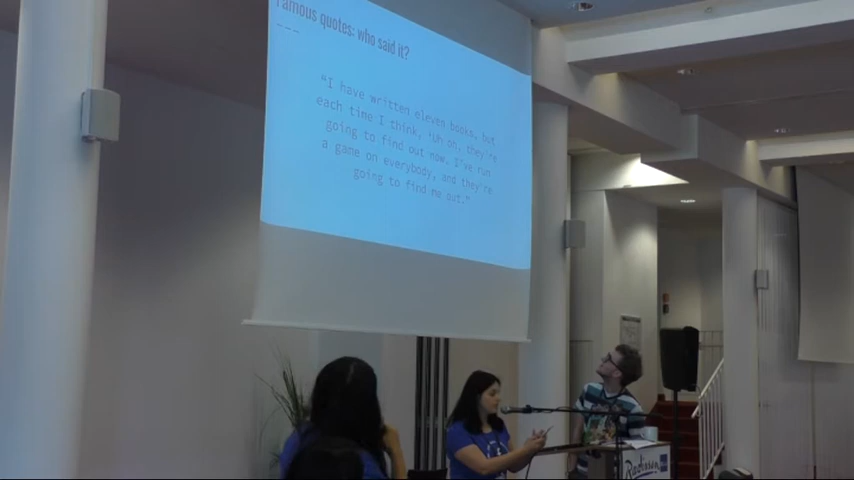 Famous quotes: who said it?
---
"I have written eleven books, but
each time I think, 'Uh oh, they're
going to find out now. I've run
a game on everybody, and they're
going to find me out."
Radisson